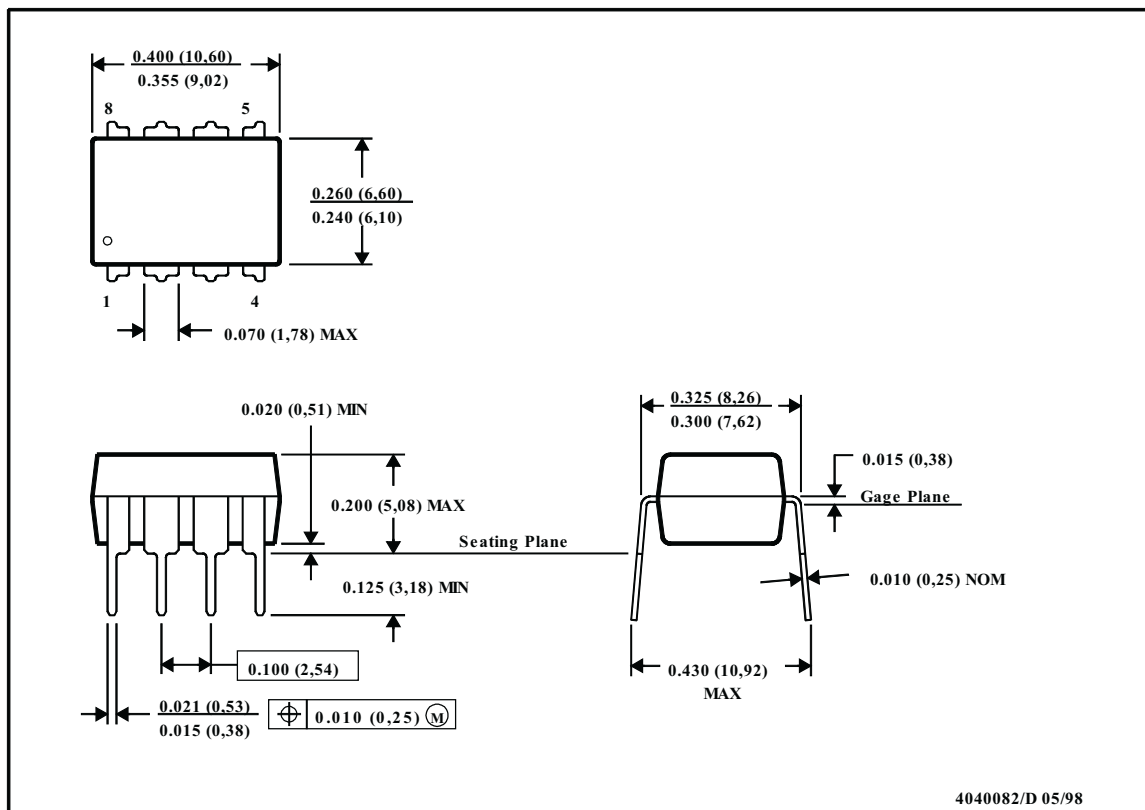 0.400 (10,60)
0.355 (9,02)
8
5
0.260 (6,60)
0.240 (6,10)
1
4
0.070 (1,78) MAX
0.020 (0,51) MIN
0.325 (8,26)
0.300 (7,62)
0.015 (0,38)
0.200 (5,08) MAX
Gage Plane
Seating Plane
0.125 (3,18) MIN
0.010 (0,25) NOM
0.100 (2,54)
0.430 (10,92)
MAX
0.021 (0,53)
0.015 (0,38)
0.010 (0,25) Ⓜ
4040082/D 05/98